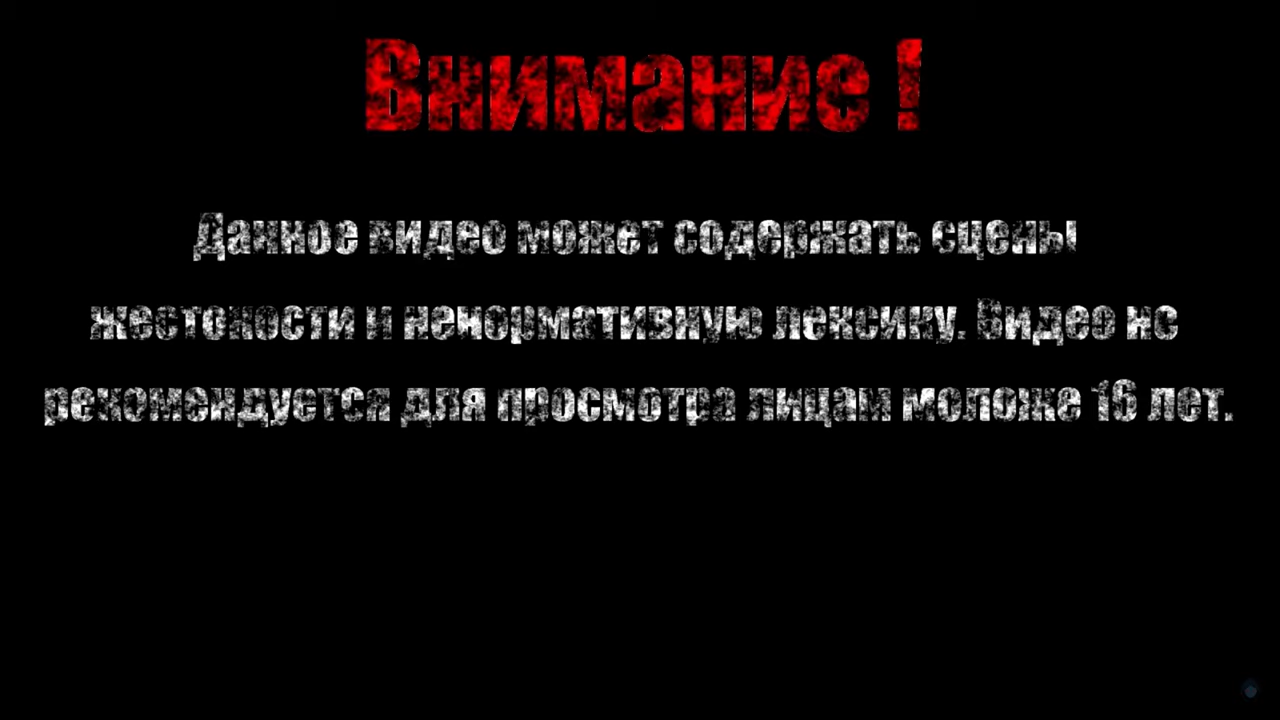 Внимание !
Данное видео может содержать сцены
жестокости и ненормативную лексику. Видео не
рекомендуется для просмотра лицам моложе 16 лет.